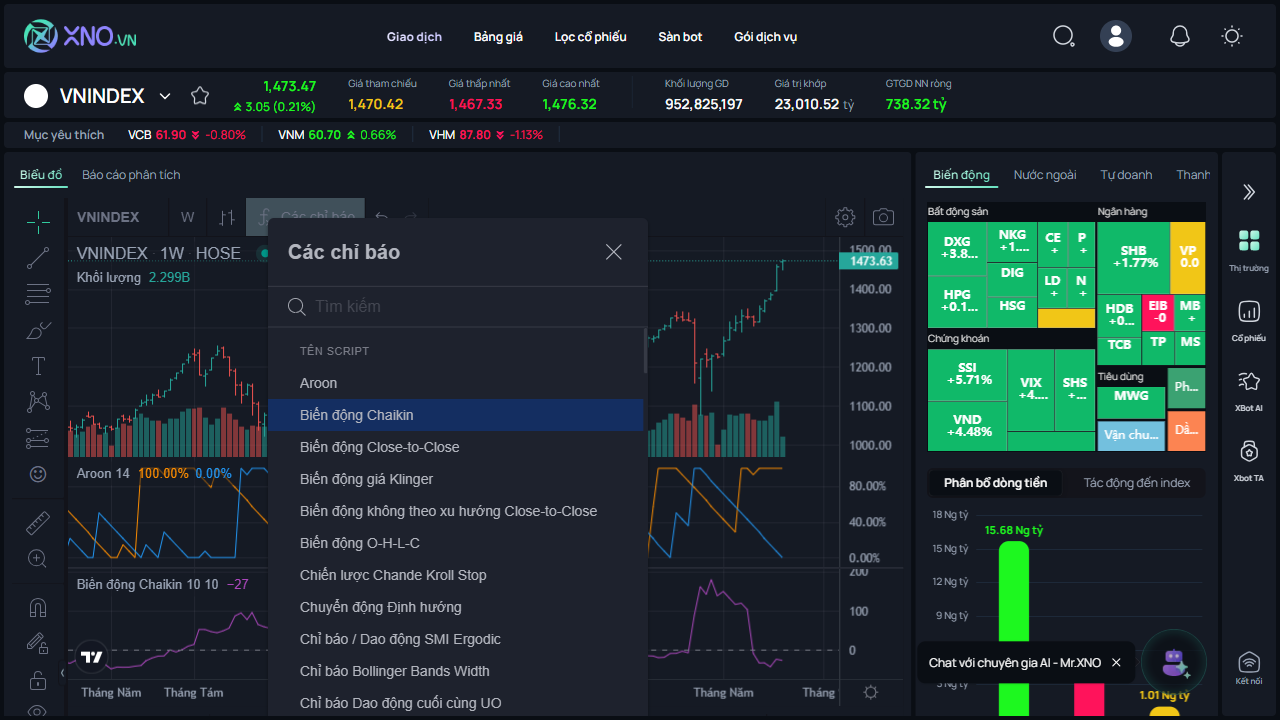 XNO.VN
Giao dịch
Bảng giá
Lọc cổ phiếu
Sàn bot
Gói dịch vụ
VNINDEX
1,473.47
3.05 (0.21%)
Giá tham chiếu
1,470.42
Giá thấp nhất
1,467.33
Giá cao nhất
1,476.32
Khối lượng GD
952,825,197
Giá trị khớp
23,010.52 tỷ
GTGD NN ròng
738.32 tỷ
Mục yêu thích
VCB 61.90 -0.80%
VNM 60.70 0.66%
VHM 87.80 -1.13%
Biểu đồ
Báo cáo phân tích
VNINDEX
W
Các chỉ báo
VNINDEX · 1W · HOSE
Khối lượng 2.299B
1500.00
1473.63
1400.00
1300.00
1200.00
1100.00
1000.00
Aroon 14 100.00% 0.00%
80.00%
40.00%
0.00%
Biến động Chaikin 10 10 −27
200
100
0
Tháng Năm
Tháng Tám
Tháng Năm
Tháng
Các chỉ báo
Tìm kiếm
TÊN SCRIPT
Aroon
Biến động Chaikin
Biến động Close-to-Close
Biến động giá Klinger
Biến động không theo xu hướng Close-to-Close
Biến động O-H-L-C
Chiến lược Chande Kroll Stop
Chuyển động Định hướng
Chỉ báo / Dao động SMI Ergodic
Chỉ báo Bollinger Bands Width
Chỉ báo Dao động cuối cùng UO
Biến động
Nước ngoài
Tự doanh
Thanh
Bất động sản
DXG
+3.8...
NKG
+1....
CE
+
P
+
HPG
+0.1...
DIG
HSG
LD
+
N
+
Ngân hàng
SHB
+1.77%
VP
0.0
HDB
+0...
EIB
-0
MB
+
TCB
TP
MS
Chứng khoán
SSI
+5.71%
VND
+4.48%
VIX
+4....
SHS
+...
Tiêu dùng
MWG
Ph...
Vận chu...
Dầ...
Phân bổ dòng tiền
Tác động đến index
18 Ng tỷ
15 Ng tỷ
12 Ng tỷ
9 Ng tỷ
15.68 Ng tỷ
1.01 Ng tỷ
Chat với chuyên gia AI - Mr.XNO
Thị trường
Cổ phiếu
XBot AI
Xbot TA
Kết nối